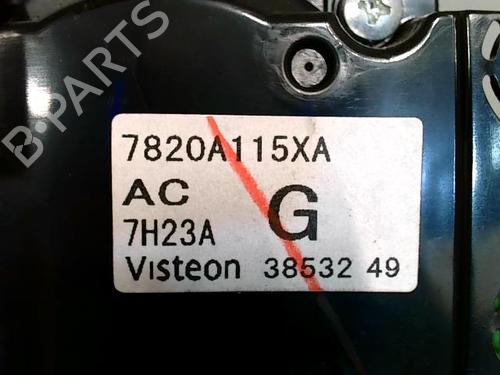 B-PARTS
7820A115XA
AC
G
7H23A
Visteon 38532 49